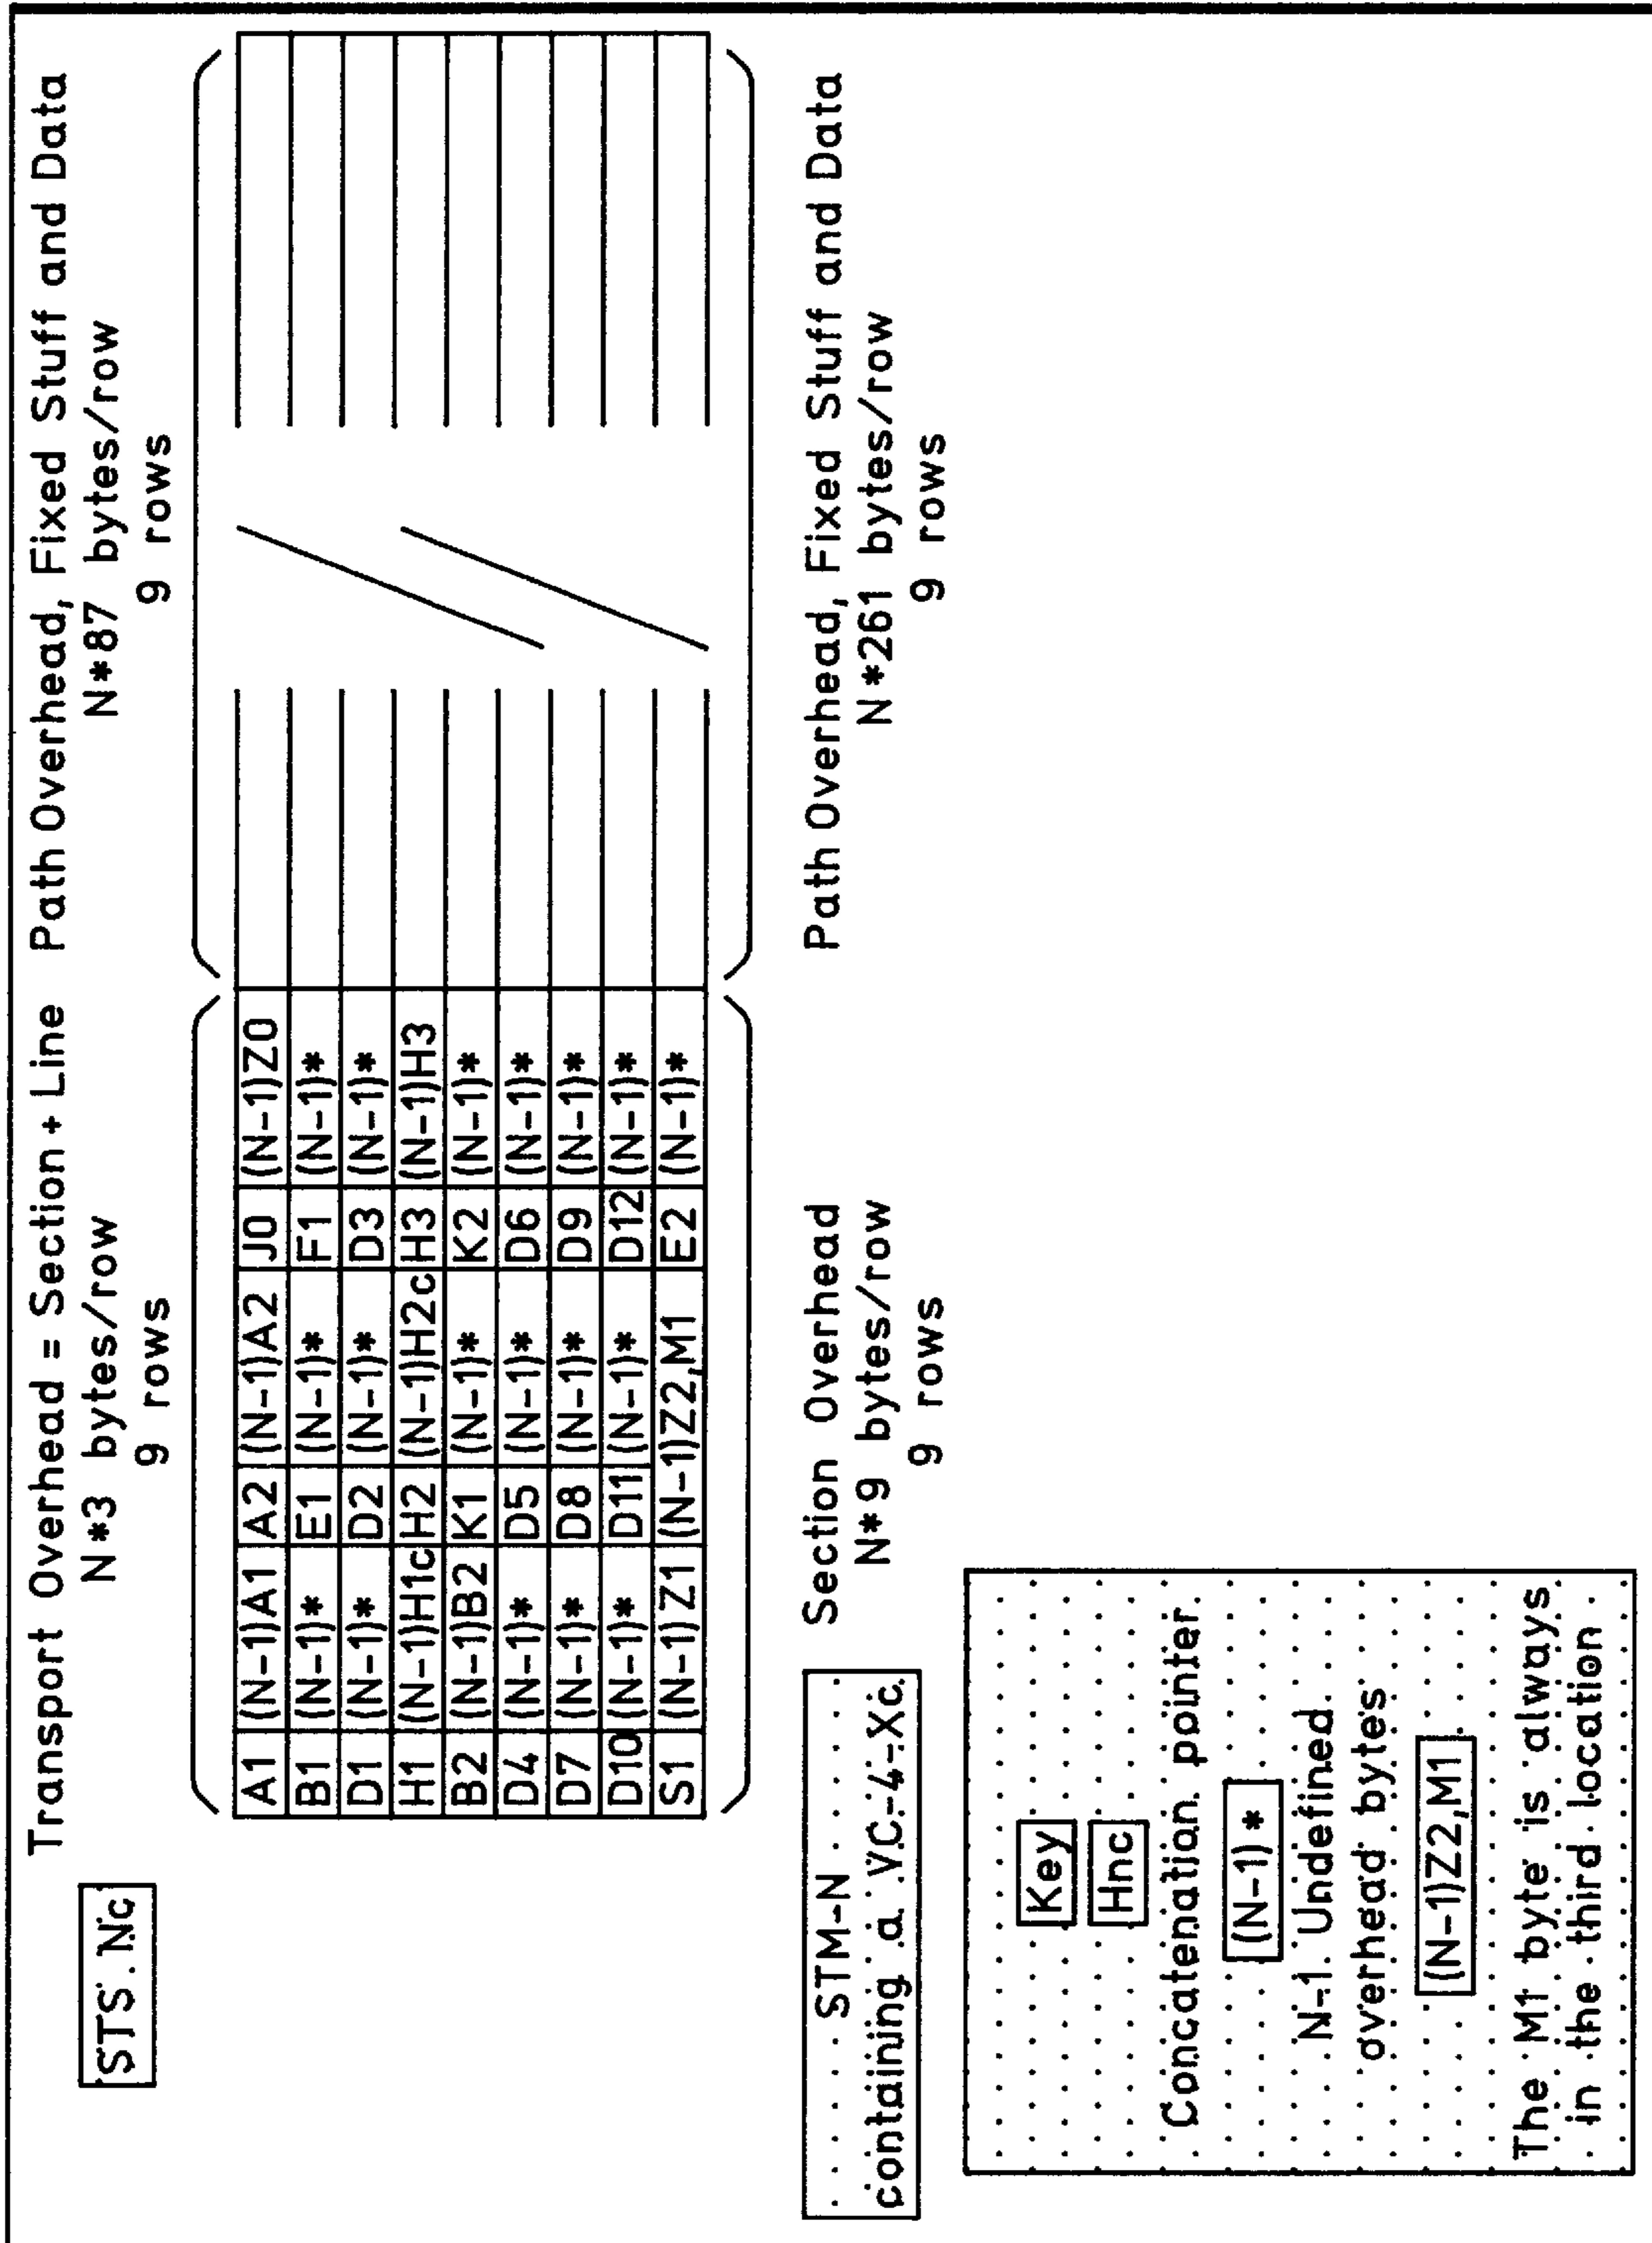 STS Nc
Transport Overhead = Section + Line
N*3 bytes/row
9 rows
Path Overhead, Fixed Stuff and Data
N*87 bytes/row
9 rows
A1 (N-1)A1 A2 (N-1)A2 J0 (N-1)Z0
B1 (N-1)* E1 (N-1)* F1 (N-1)*
D1 (N-1)* D2 (N-1)* D3 (N-1)*
H1 (N-1)H1c H2 (N-1)H2c H3 (N-1)H3
B2 (N-1)B2 K1 (N-1)* K2 (N-1)*
D4 (N-1)* D5 (N-1)* D6 (N-1)*
D7 (N-1)* D8 (N-1)* D9 (N-1)*
D10 (N-1)* D11 (N-1)* D12 (N-1)*
S1 (N-1)Z1 (N-1)Z2,M1 E2 (N-1)*
STM-N
containing a VC-4-Xc
Section Overhead
N*9 bytes/row
9 rows
Path Overhead, Fixed Stuff and Data
N*261 bytes/row
9 rows
Key
Hnc
Concatenation pointer
(N-1)*
N-1 Undefined
overhead bytes
(N-1)Z2,M1
The M1 byte is always
in the third location